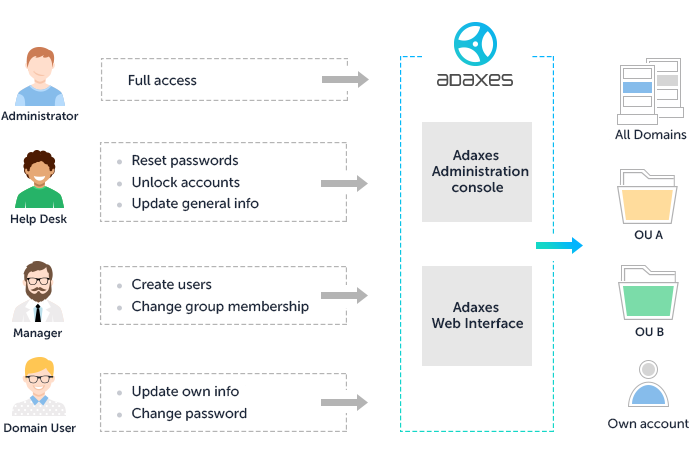 Administrator
Full access
Help Desk
Reset passwords
Unlock accounts
Update general info
Manager
Create users
Change group membership
Domain User
Update own info
Change password
adaxes
Adaxes
Administration
console
Adaxes
Web Interface
All Domains
OU A
OU B
Own account